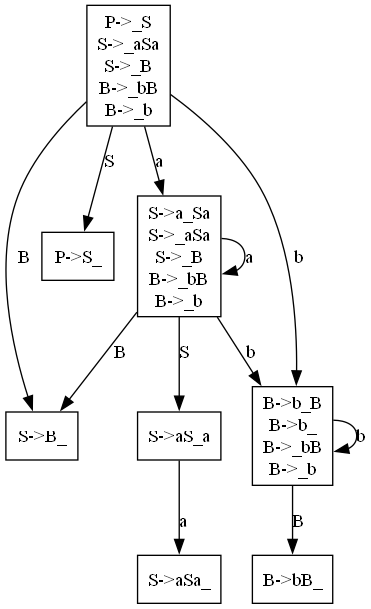 P->_S
S->_aSa
S->_B
B->_bB
B->_b
S
a
S->a_Sa
S->_aSa
S->_B
B->_bB
B->_b
a
B
P->S_
b
B
S
b
S->B_
S->aS_a
B->b_B
B->b_
B->_bB
B->_b
b
a
B
S->aSa_
B->bB_